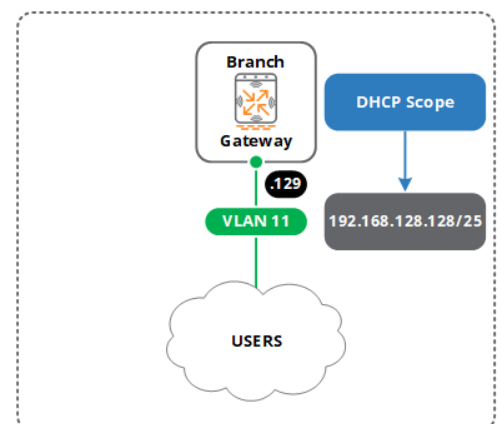 Branch
Gateway
DHCP Scope
.129
VLAN 11
192.168.128.128/25
USERS